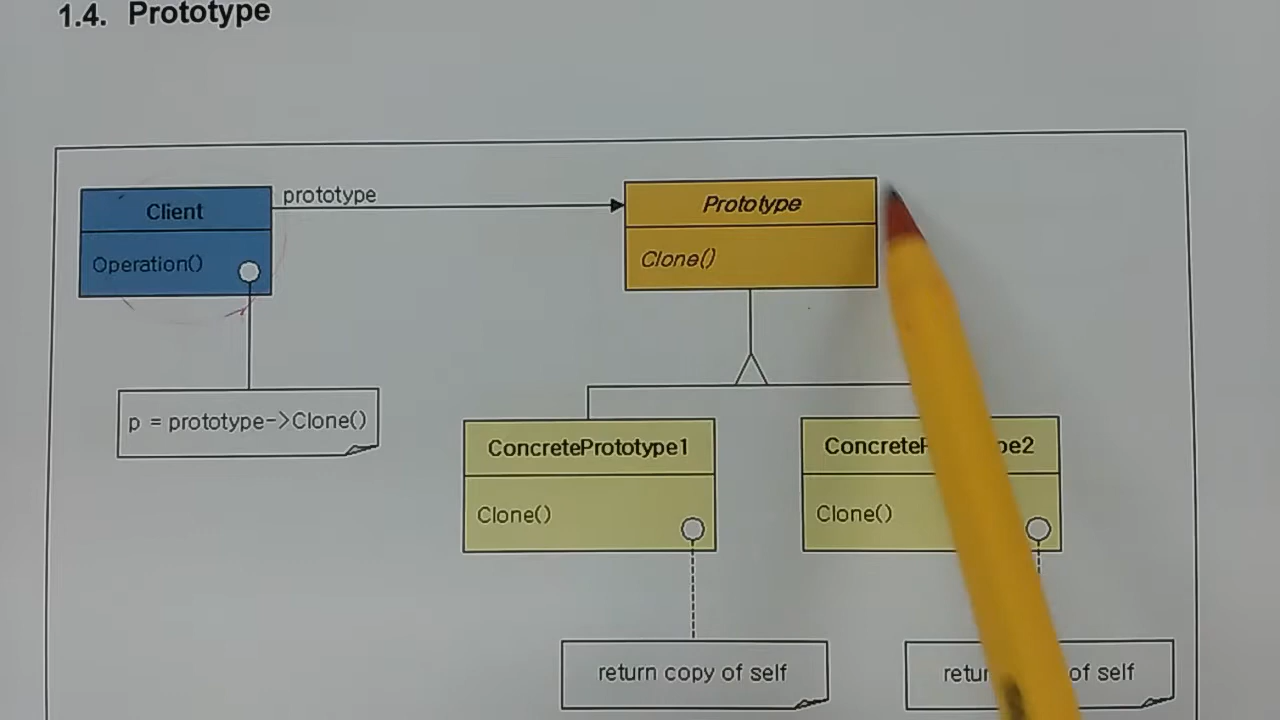 1.4. Prototype
prototype
Client
Operation()
Prototype
Clone()
p = prototype->Clone()
ConcretePrototype1
Clone()
Clone()
return copy of self
of self